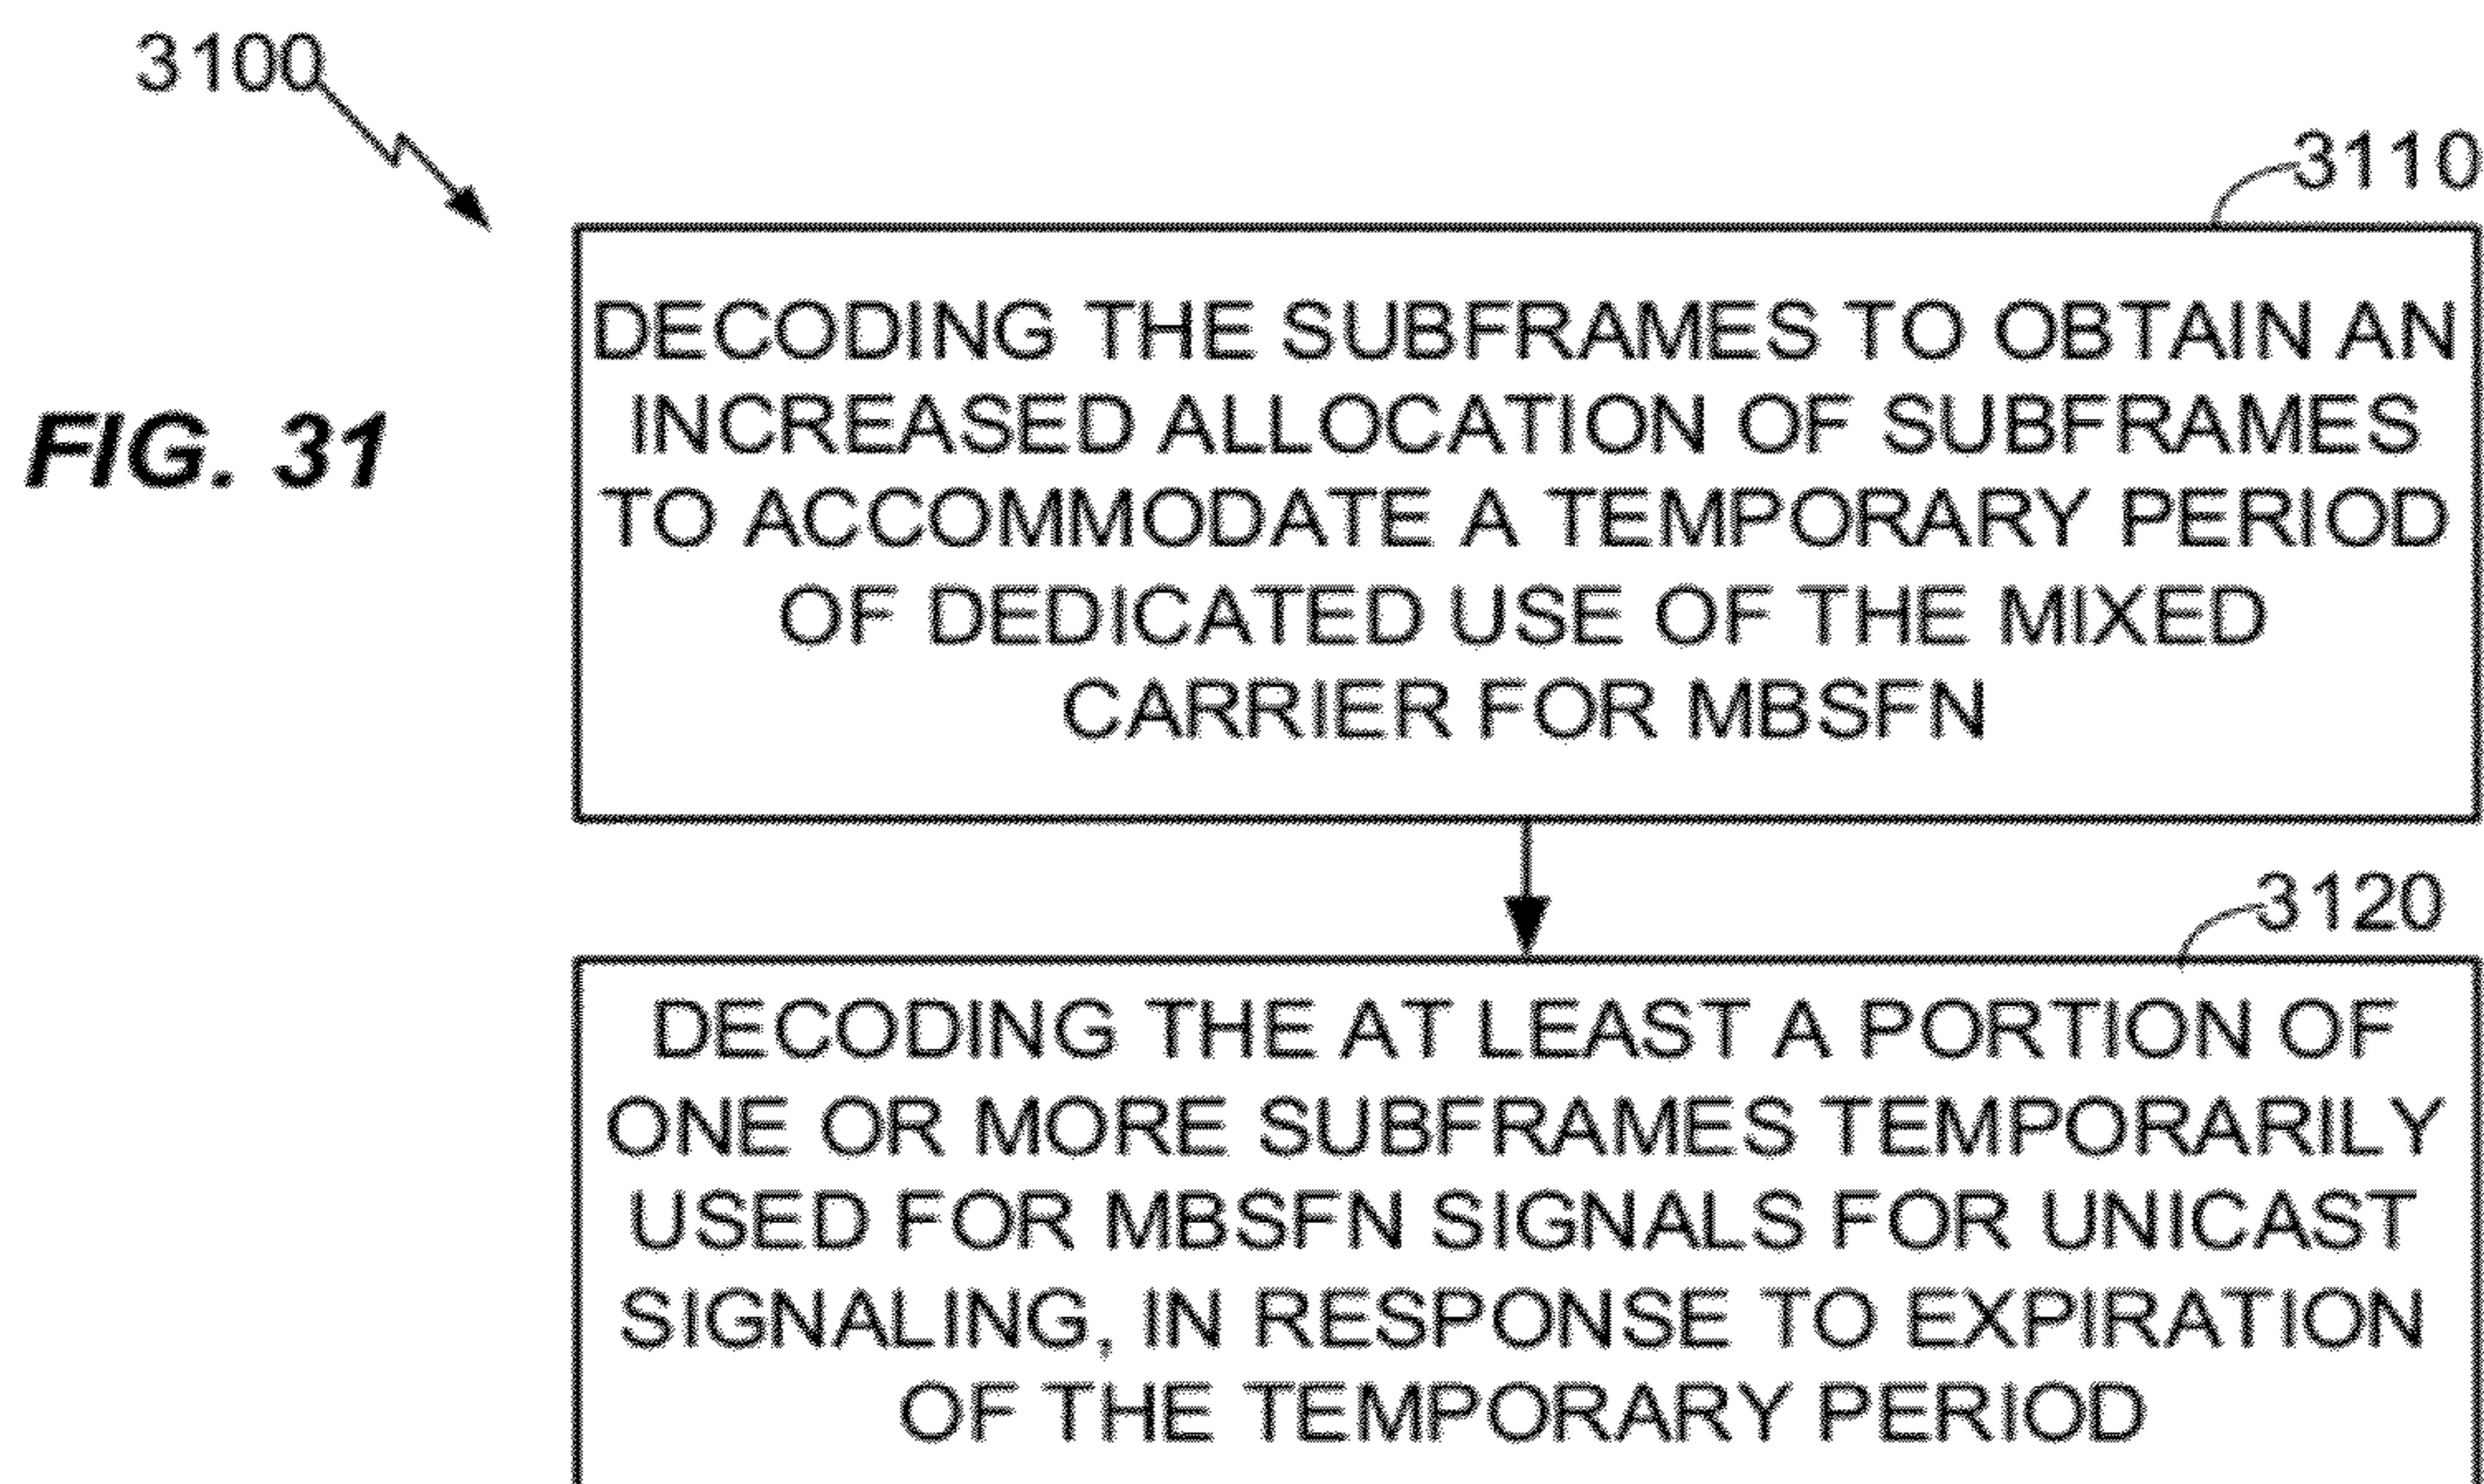 3100
3110
DECODING THE SUBFRAMES TO OBTAIN AN
INCREASED ALLOCATION OF SUBFRAMES
TO ACCOMMODATE A TEMPORARY PERIOD
OF DEDICATED USE OF THE MIXED
CARRIER FOR MBSFN
FIG. 31
3120
DECODING THE AT LEAST A PORTION OF
ONE OR MORE SUBFRAMES TEMPORARILY
USED FOR MBSFN SIGNALS FOR UNICAST
SIGNALING, IN RESPONSE TO EXPIRATION
OF THE TEMPORARY PERIOD